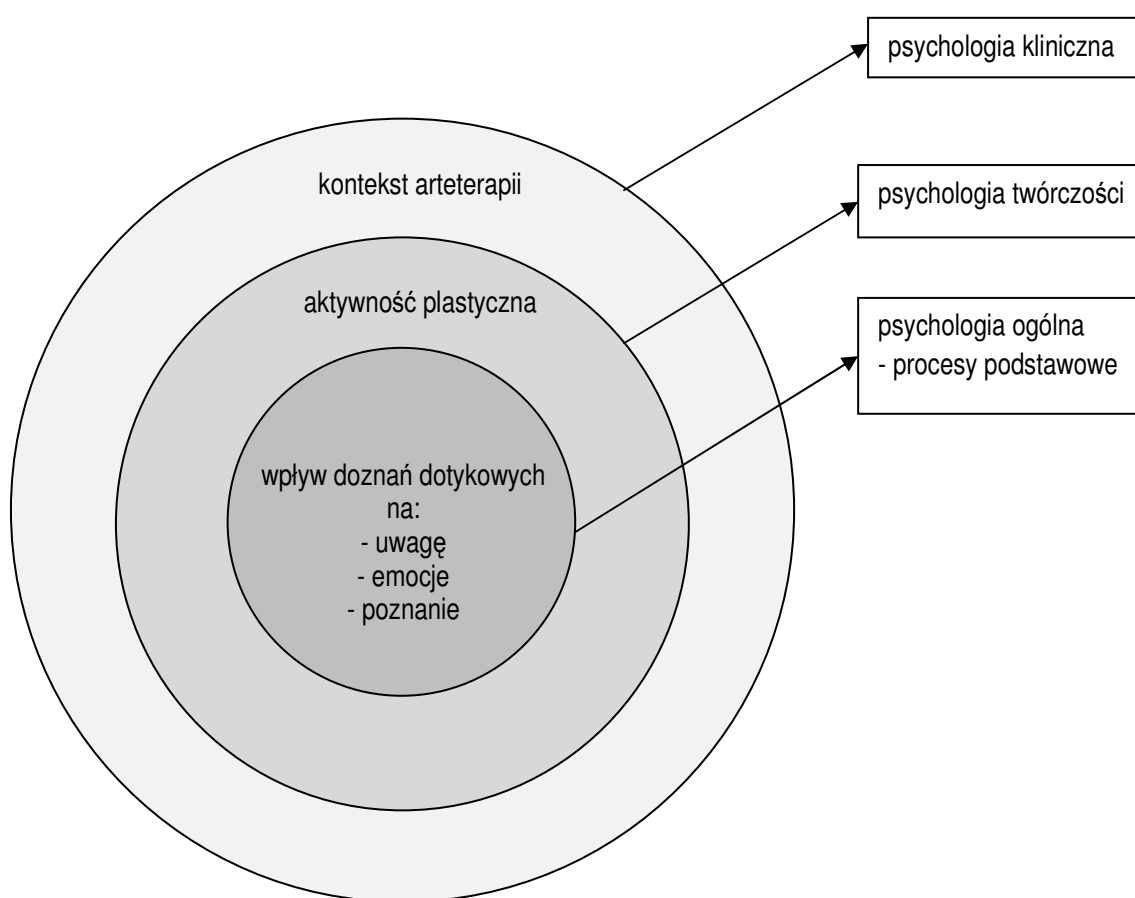 psychologia kliniczna
kontekst arteterapii
psychologia twórczości
aktywność plastyczna
psychologia ogólna
- procesy podstawowe
wpływ doznań dotykowych
na:
- uwagę
- emocje
- poznanie